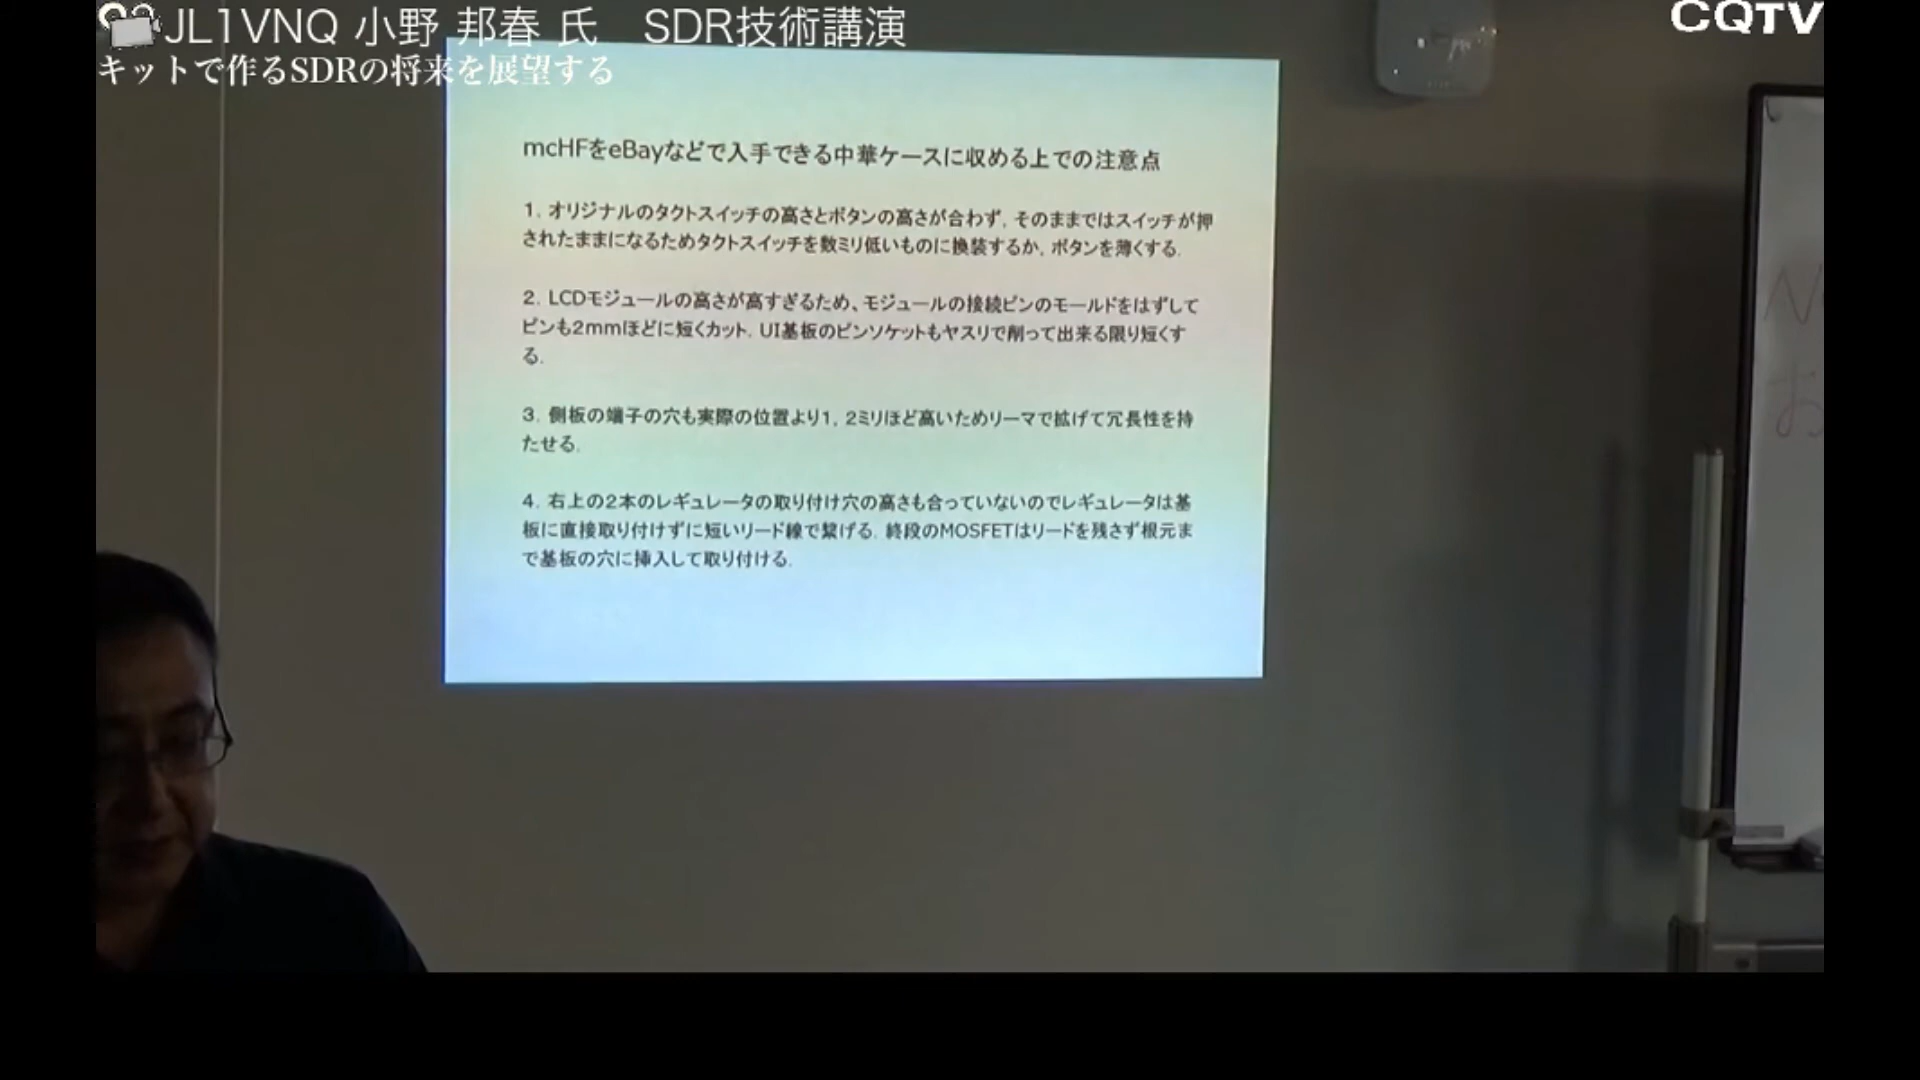 JL1VNQ 小野 邦春 氏　SDR技術講演
CQTV
キットで作るSDRの将来を展望する
mcHFをeBayなどで入手できる中華ケースに収める上での注意点
1. オリジナルのタクトスイッチの高さとボタンの高さが合わず, そのままではスイッチが押
されたままになるためタクトスイッチを数ミリ低いものに換装するか, ボタンを薄くする.
2. LCDモジュールの高さが高すぎるため、モジュールの接続ピンのモールドをはずして
ピンも2mmほどに短くカット. UI基板のピンソケットもヤスリで削って出来る限り短くす
る.
3. 側板の端子の穴も実際の位置より1, 2ミリほど高いためリーマで拡げて冗長性を持
たせる.
4. 右上の2本のレギュレータの取り付け穴の高さも合っていないのでレギュレータは基
板に直接取り付けずに短いリード線で繋げる. 終段のMOSFETはリードを残さず根元ま
で基板の穴に挿入して取り付ける.
お